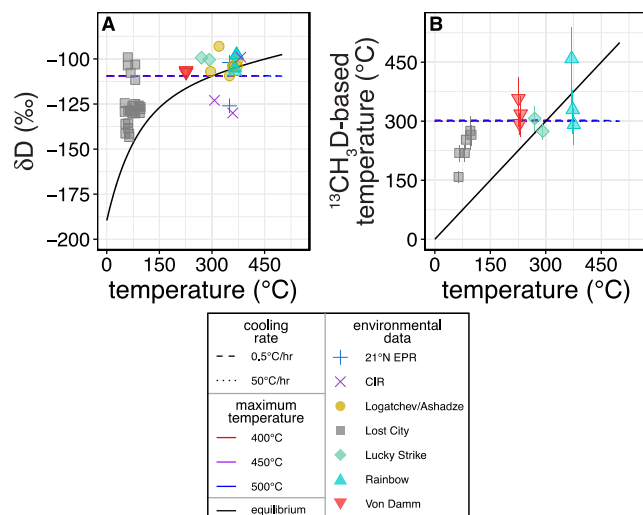 A
B
δD (‰)
−100
−125
−150
−175
−200
0 150 300 450
temperature (°C)
¹³CH₃D-based
temperature (°C)
450
300
150
0
0 150 300 450
temperature (°C)
cooling
rate
0.5°C/hr
50°C/hr
maximum
temperature
400°C
450°C
500°C
equilibrium
environmental
data
21°N EPR
CIR
Logatchev/Ashadze
Lost City
Lucky Strike
Rainbow
Von Damm